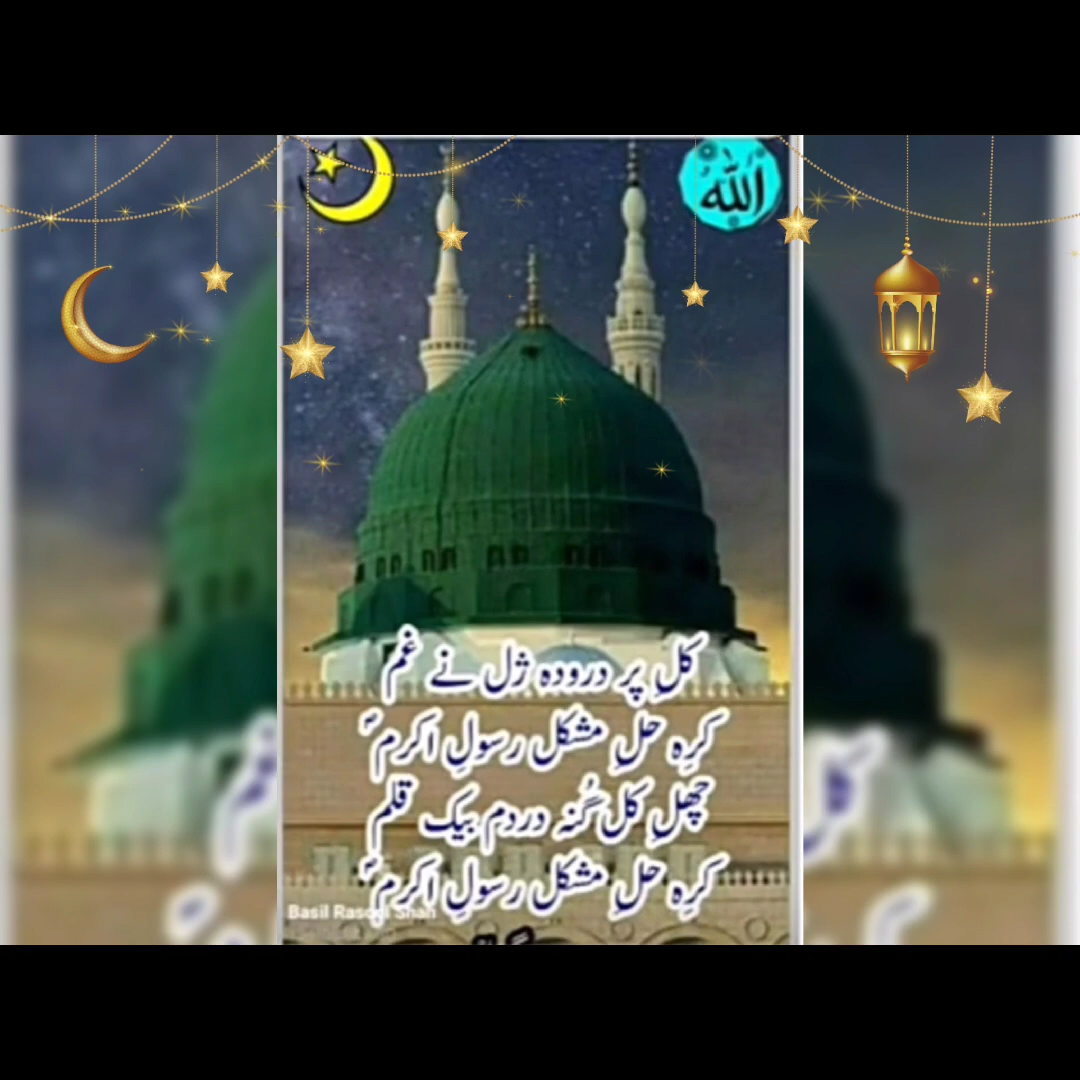 الله
کلِ پر درودہ ژل نے غم
کرِہ حلِ مشکل رسولِ اکرمؐ
چھلِ کل گُنہ دردم بیک قلم
کرِہ حلِ مشکل رسولِ اکرمؐ
Basil Rasool Shah